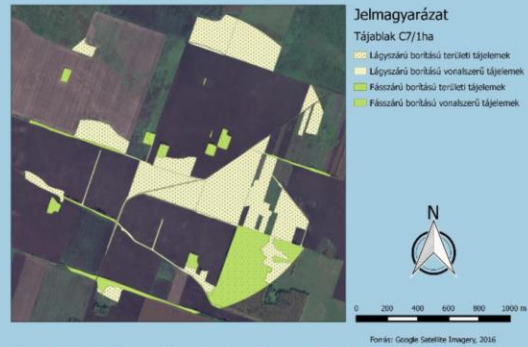 Jelmagyarázat
Tájablak C7/1ha
Lágyszárú borítású területi tájelemek
Lágyszárú borítású vonalszerű tájelemek
Fásszárú borítású területi tájelemek
Fásszárú borítású vonalszerű tájelemek
N
0 200 400 600 800 1000 m
Forrás: Google Satellite Imagery, 2016